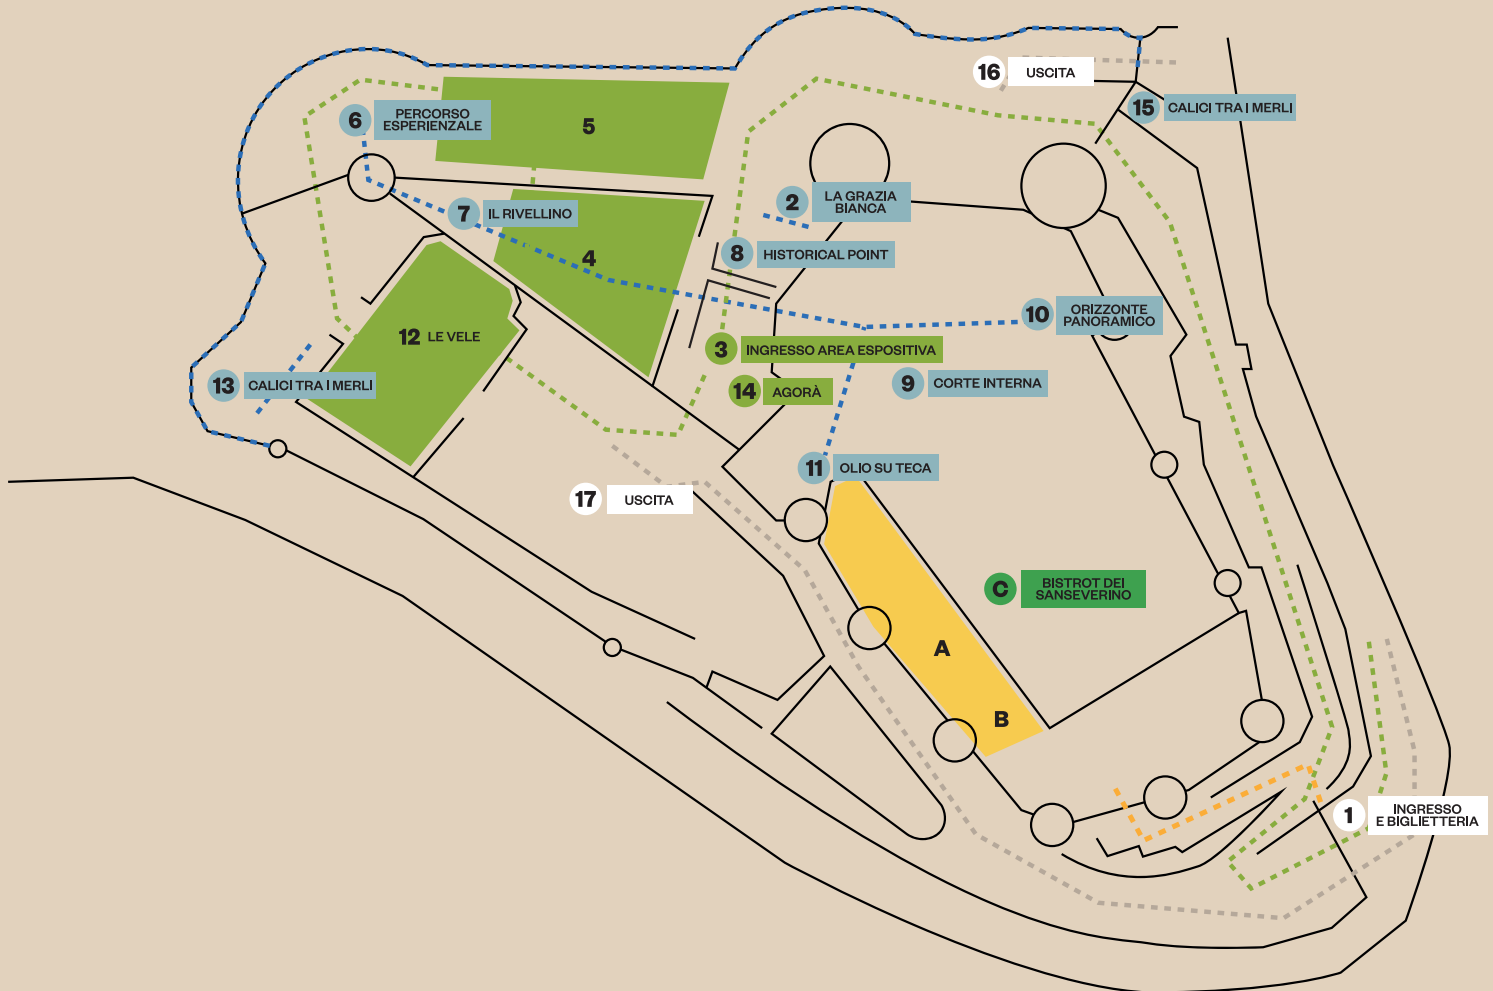 16 USCITA
15 CALICI TRA I MERLI
6 PERCORSO
ESPERIENZALE
5
2 LA GRAZIA
BIANCA
7 IL RIVELLINO
4
8 HISTORICAL POINT
10 ORIZZONTE
PANORAMICO
12 LE VELE
3 INGRESSO AREA ESPOSITIVA
13 CALICI TRA I MERLI
14 AGORÀ
9 CORTE INTERNA
11 OLIO SU TECA
17 USCITA
C BISTROT DEI
SANSEVERINO
A
B
1 INGRESSO
E BIGLIETTERIA